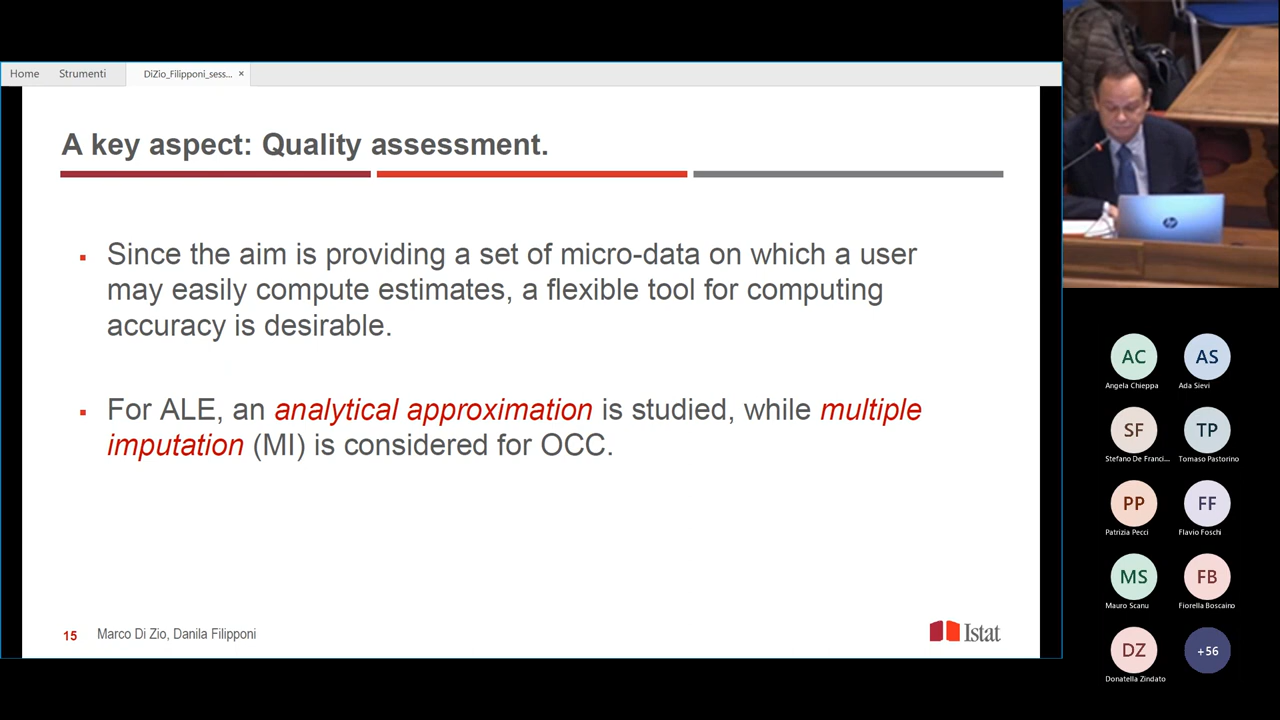 Home
Strumenti
DiZio_Filipponi_sess...
×
A key aspect: Quality assessment.
Since the aim is providing a set of micro-data on which a user
may easily compute estimates, a flexible tool for computing
accuracy is desirable.
For ALE, an analytical approximation is studied, while multiple
imputation (MI) is considered for OCC.
15
Marco Di Zio, Danila Filipponi
Istat
hp
AC
AS
Angela Chieppa
Ada Sievi
SF
TP
Stefano De Franci...
Tomaso Pastorino
PP
FF
Patrizia Pecci
Flavio Foschi
MS
FB
Mauro Scanu
Fiorella Boscaino
DZ
+56
Donatella Zindato